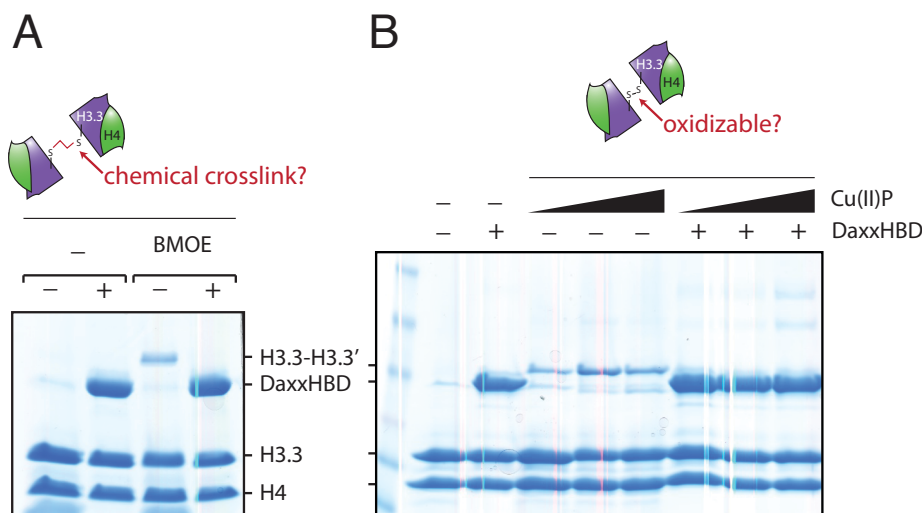 A
H3.3
H4
S
S
chemical crosslink?
– BMOE
– + – +
H3.3-H3.3′
DaxxHBD
H3.3
H4
B
H3.3
H4
S-S
oxidizable?
– – Cu(II)P
– + – – – + + + DaxxHBD